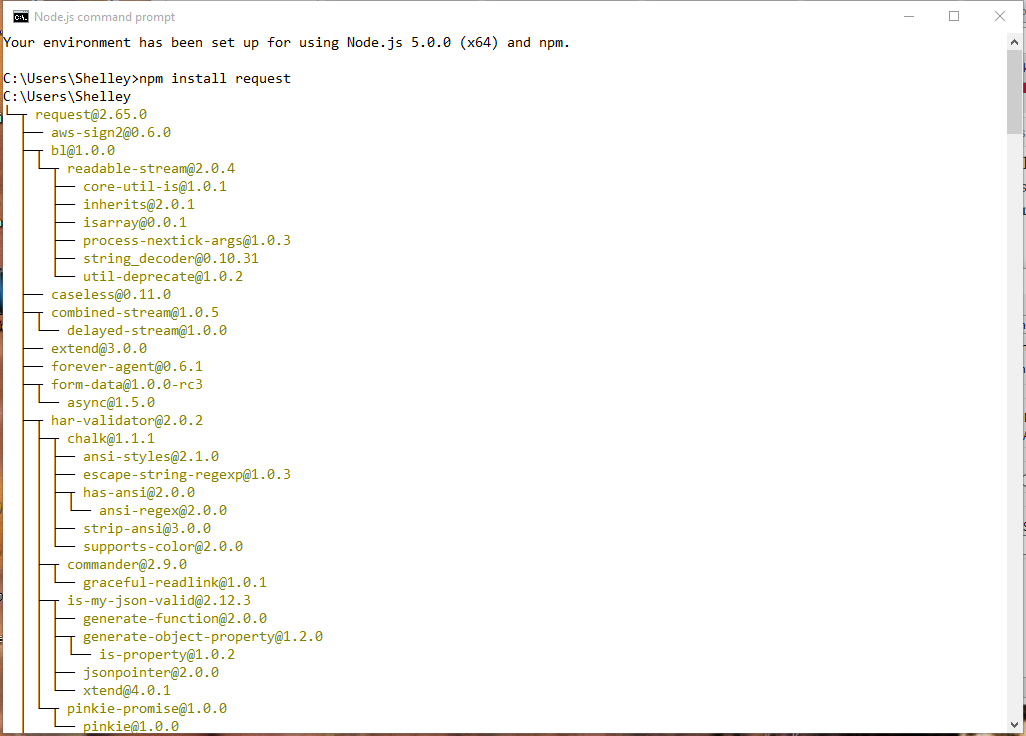 Node.js command prompt
Your environment has been set up for using Node.js 5.0.0 (x64) and npm.
C:\Users\Shelley>npm install request
C:\Users\Shelley
request@2.65.0
aws-sign2@0.6.0
bl@1.0.0
readable-stream@2.0.4
core-util-is@1.0.1
inherits@2.0.1
isarray@0.0.1
process-nextick-args@1.0.3
string_decoder@0.10.31
util-deprecate@1.0.2
caseless@0.11.0
combined-stream@1.0.5
delayed-stream@1.0.0
extend@3.0.0
forever-agent@0.6.1
form-data@1.0.0-rc3
async@1.5.0
har-validator@2.0.2
chalk@1.1.1
ansi-styles@2.1.0
escape-string-regexp@1.0.3
has-ansi@2.0.0
ansi-regex@2.0.0
strip-ansi@3.0.0
supports-color@2.0.0
commander@2.9.0
graceful-readlink@1.0.1
is-my-json-valid@2.12.3
generate-function@2.0.0
generate-object-property@1.2.0
is-property@1.0.2
jsonpointer@2.0.0
xtend@4.0.1
pinkie-promise@1.0.0
pinkie@1.0.0